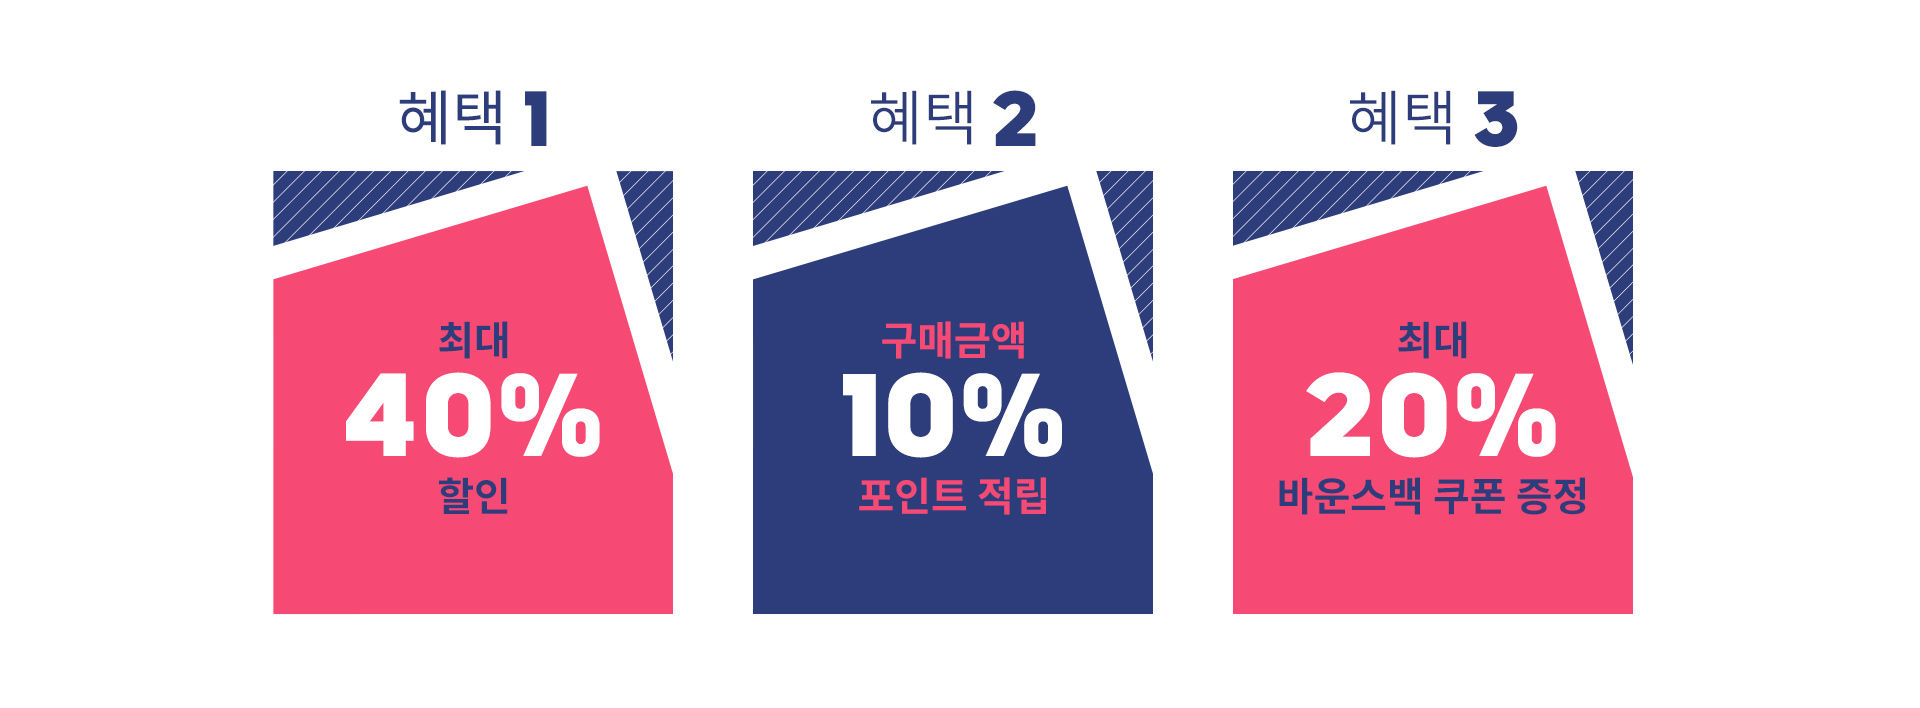 혜택 1
최대
40%
할인
혜택 2
구매금액
10%
포인트 적립
혜택 3
최대
20%
바운스백 쿠폰 증정